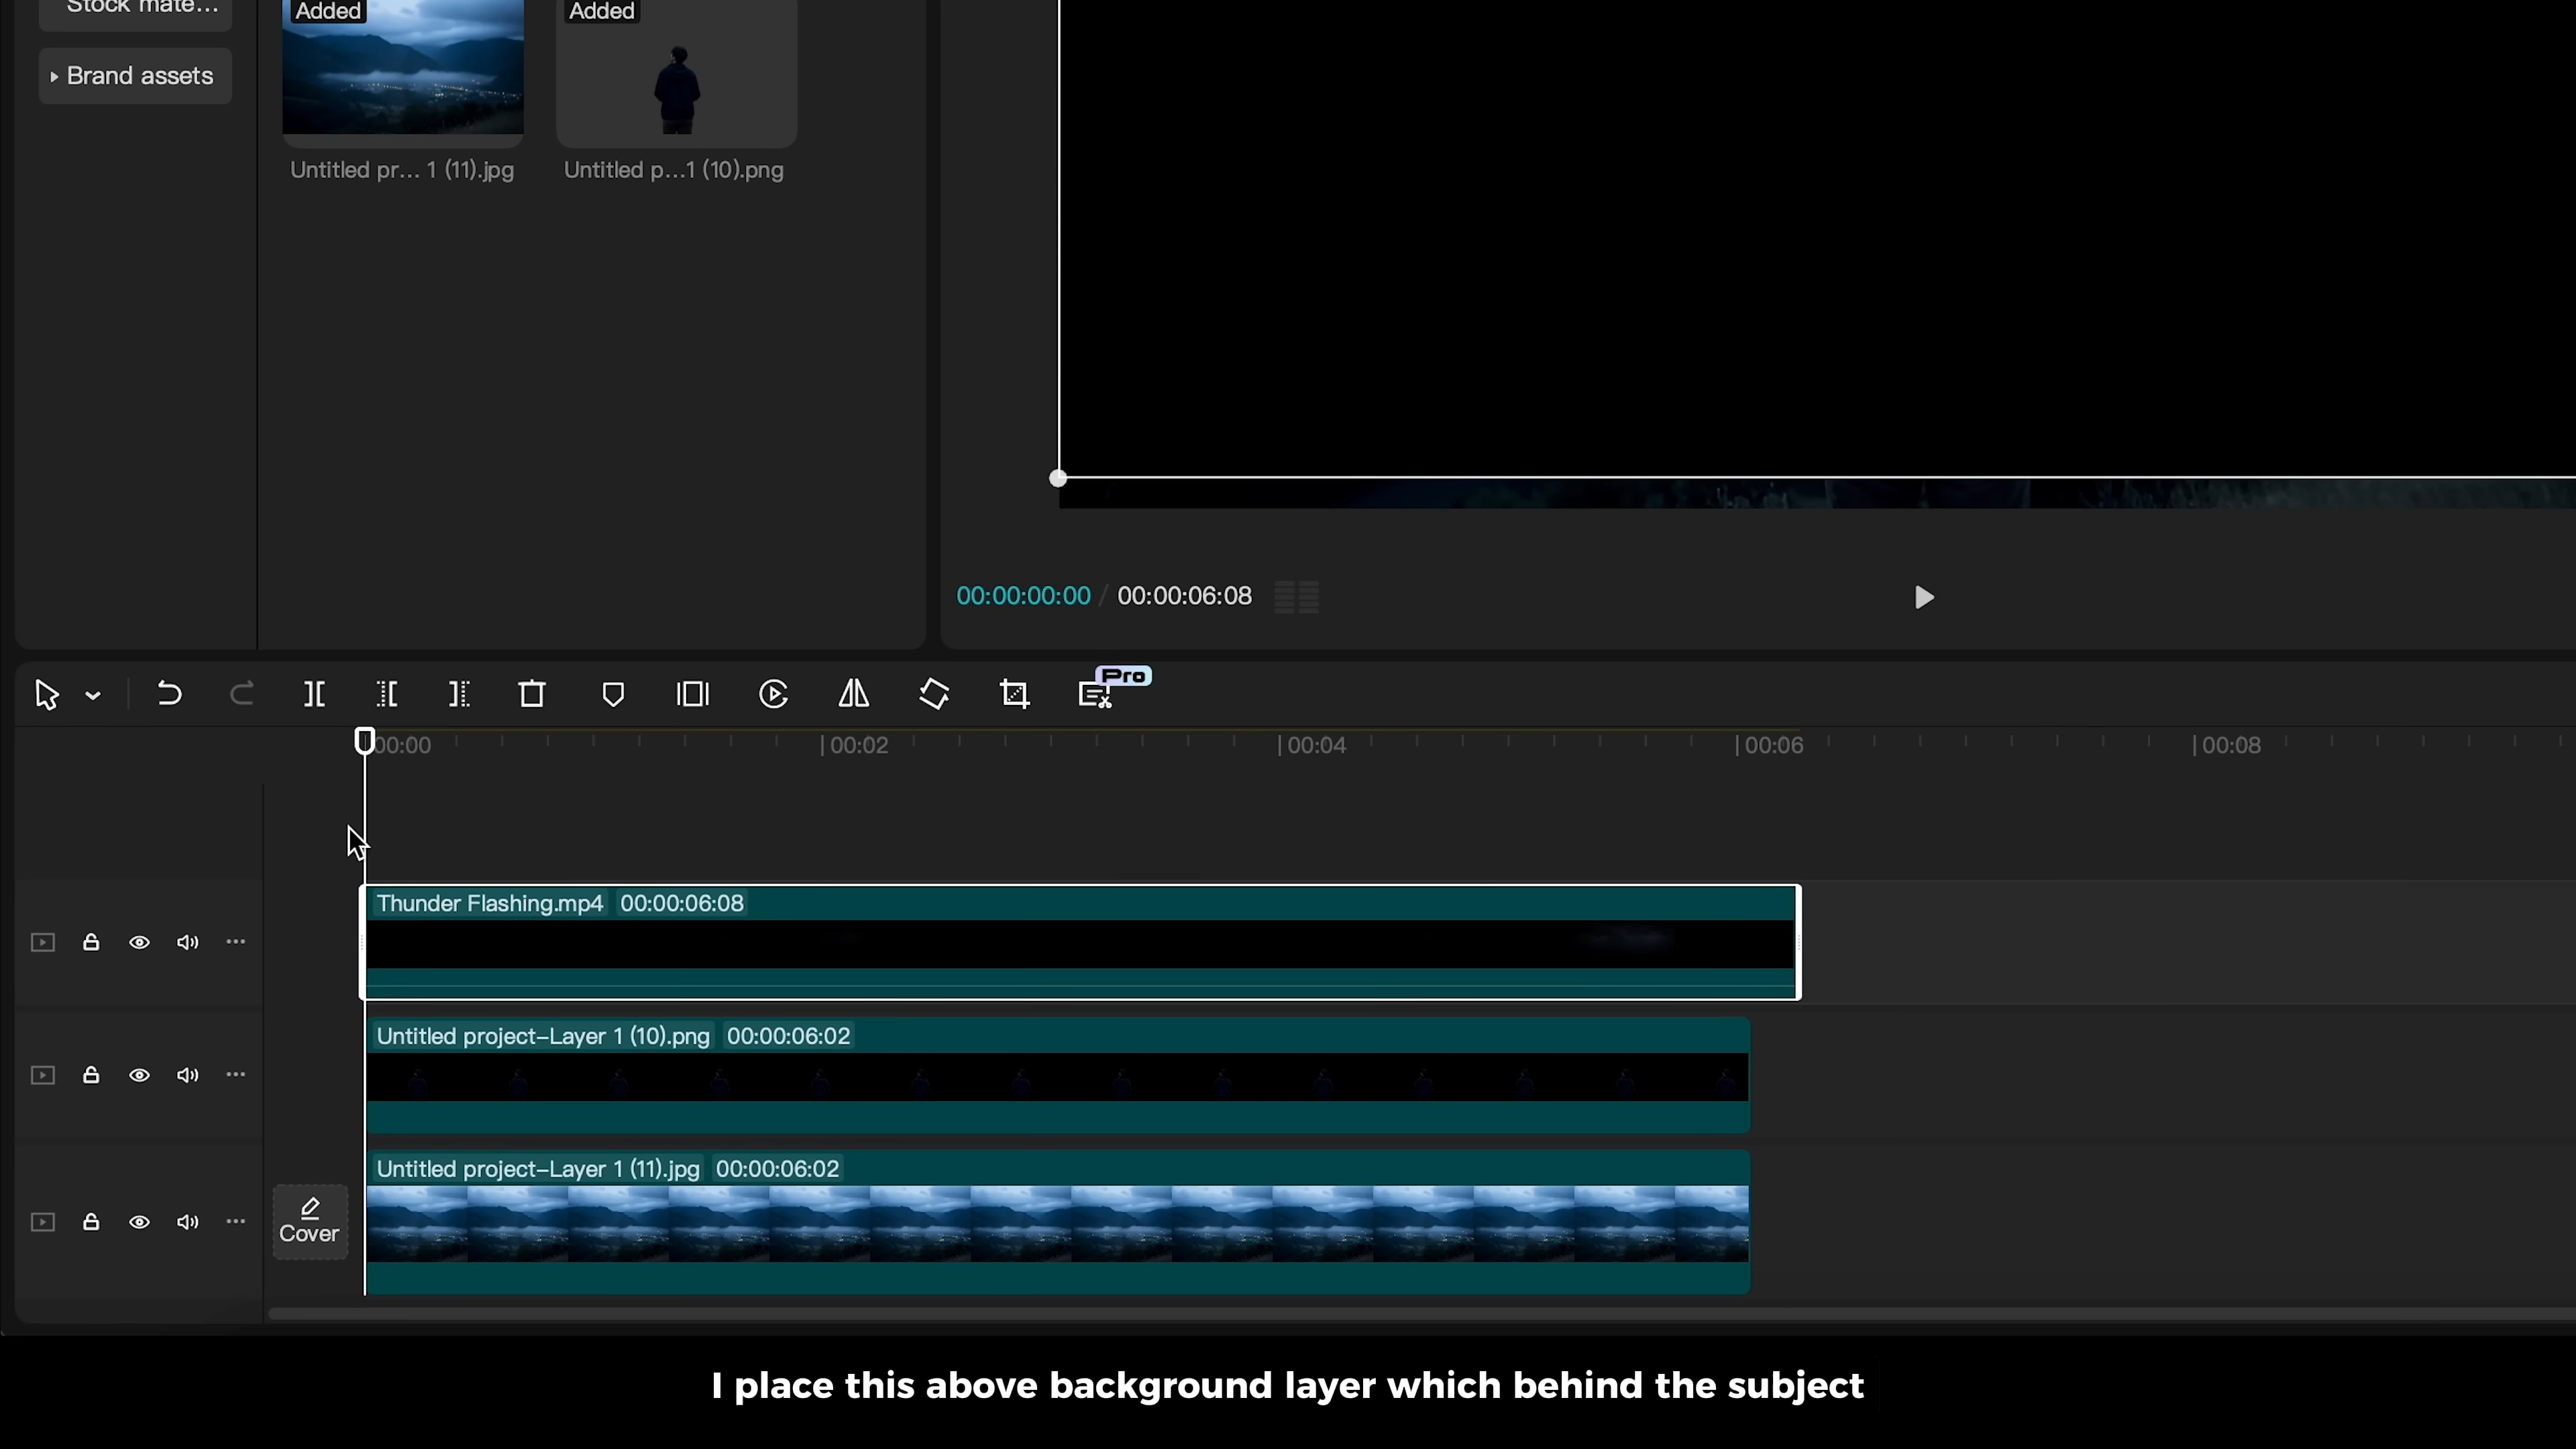 Stock mate...
Added
Added
Brand assets
Untitled pr... 1 (11).jpg
Untitled p...1 (10).png
00:00:00:00 / 00:00:06:08
Pro
00:00
00:02
00:04
00:06
00:08
Thunder Flashing.mp4 00:00:06:08
Untitled project-Layer 1 (10).png 00:00:06:02
Untitled project-Layer 1 (11).jpg 00:00:06:02
Cover
I place this above background layer which behind the subject